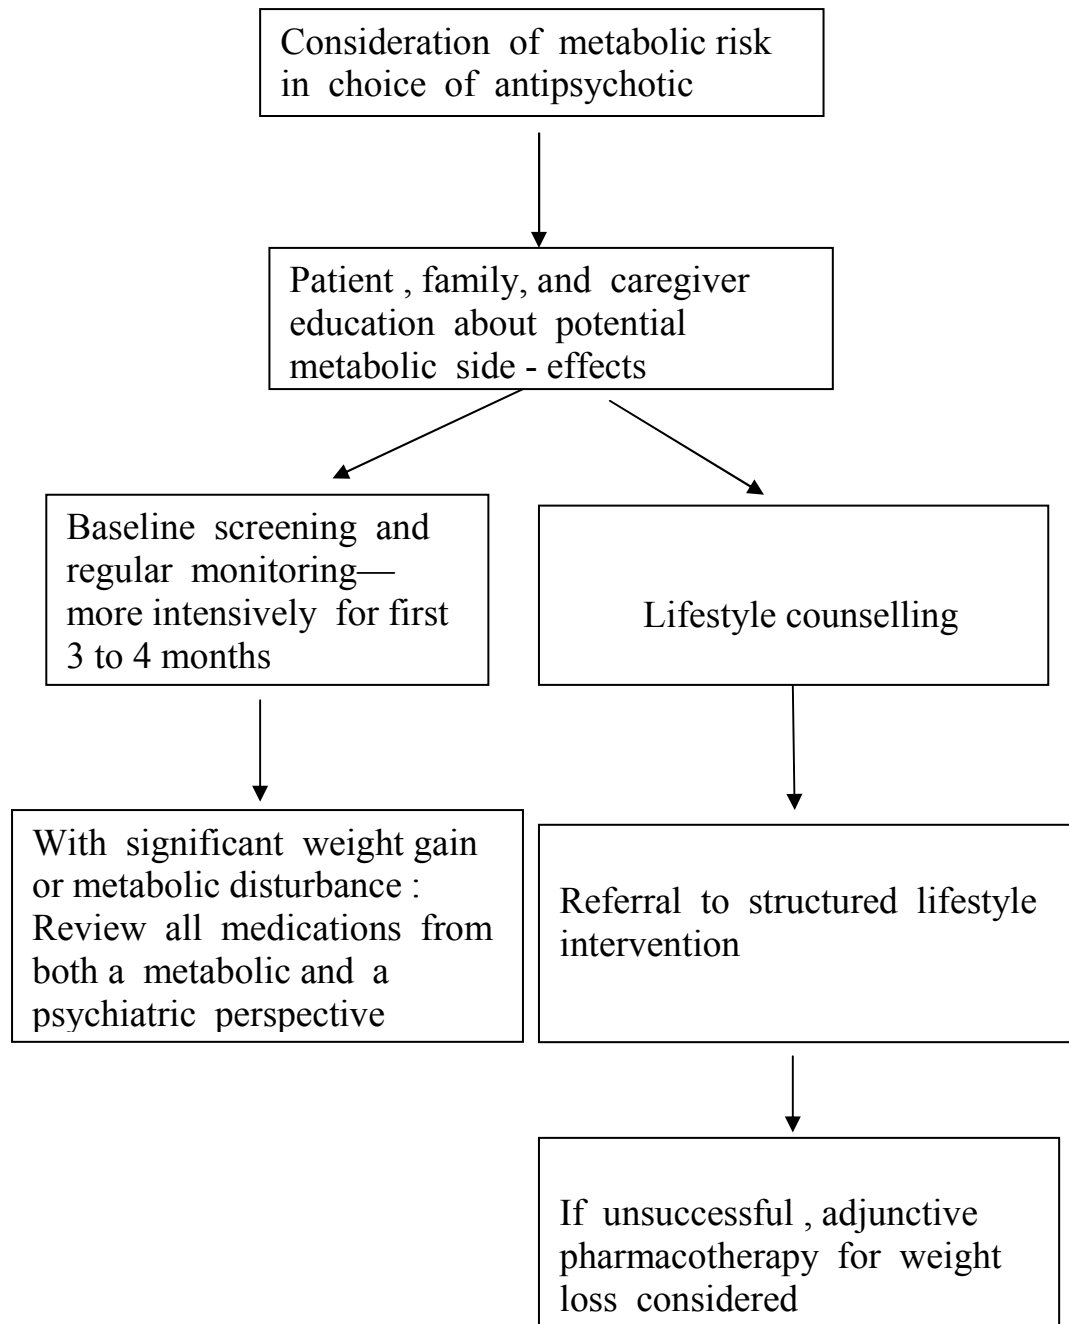 Consideration of metabolic risk
in choice of antipsychotic
Patient , family, and caregiver
education about potential
metabolic side - effects
Baseline screening and
regular monitoring—
more intensively for first
3 to 4 months
Lifestyle counselling
With significant weight gain
or metabolic disturbance :
Review all medications from
both a metabolic and a
psychiatric perspective
Referral to structured lifestyle
intervention
If unsuccessful , adjunctive
pharmacotherapy for weight
loss considered